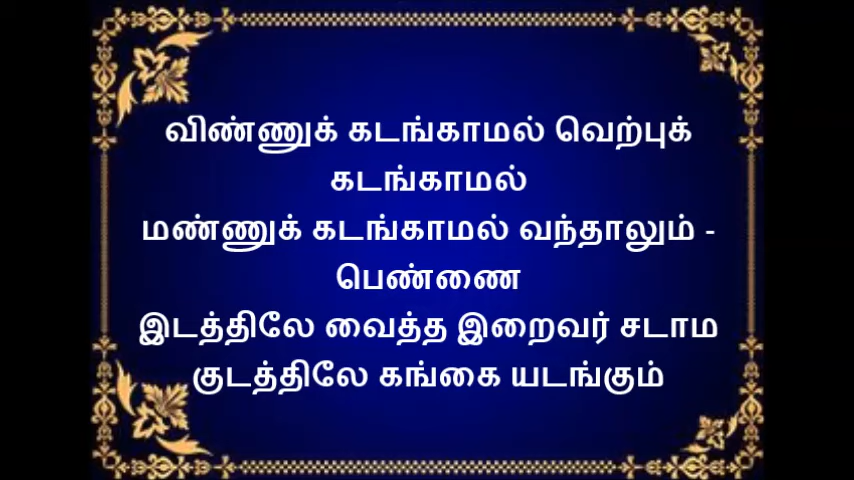 விண்ணுக் கடங்காமல் வெற்புக்
கடங்காமல்
மண்ணுக் கடங்காமல் வந்தாலும் -
பெண்ணை
இடத்திலே வைத்த இறைவர் சடாம
குடத்திலே கங்கை யடங்கும்